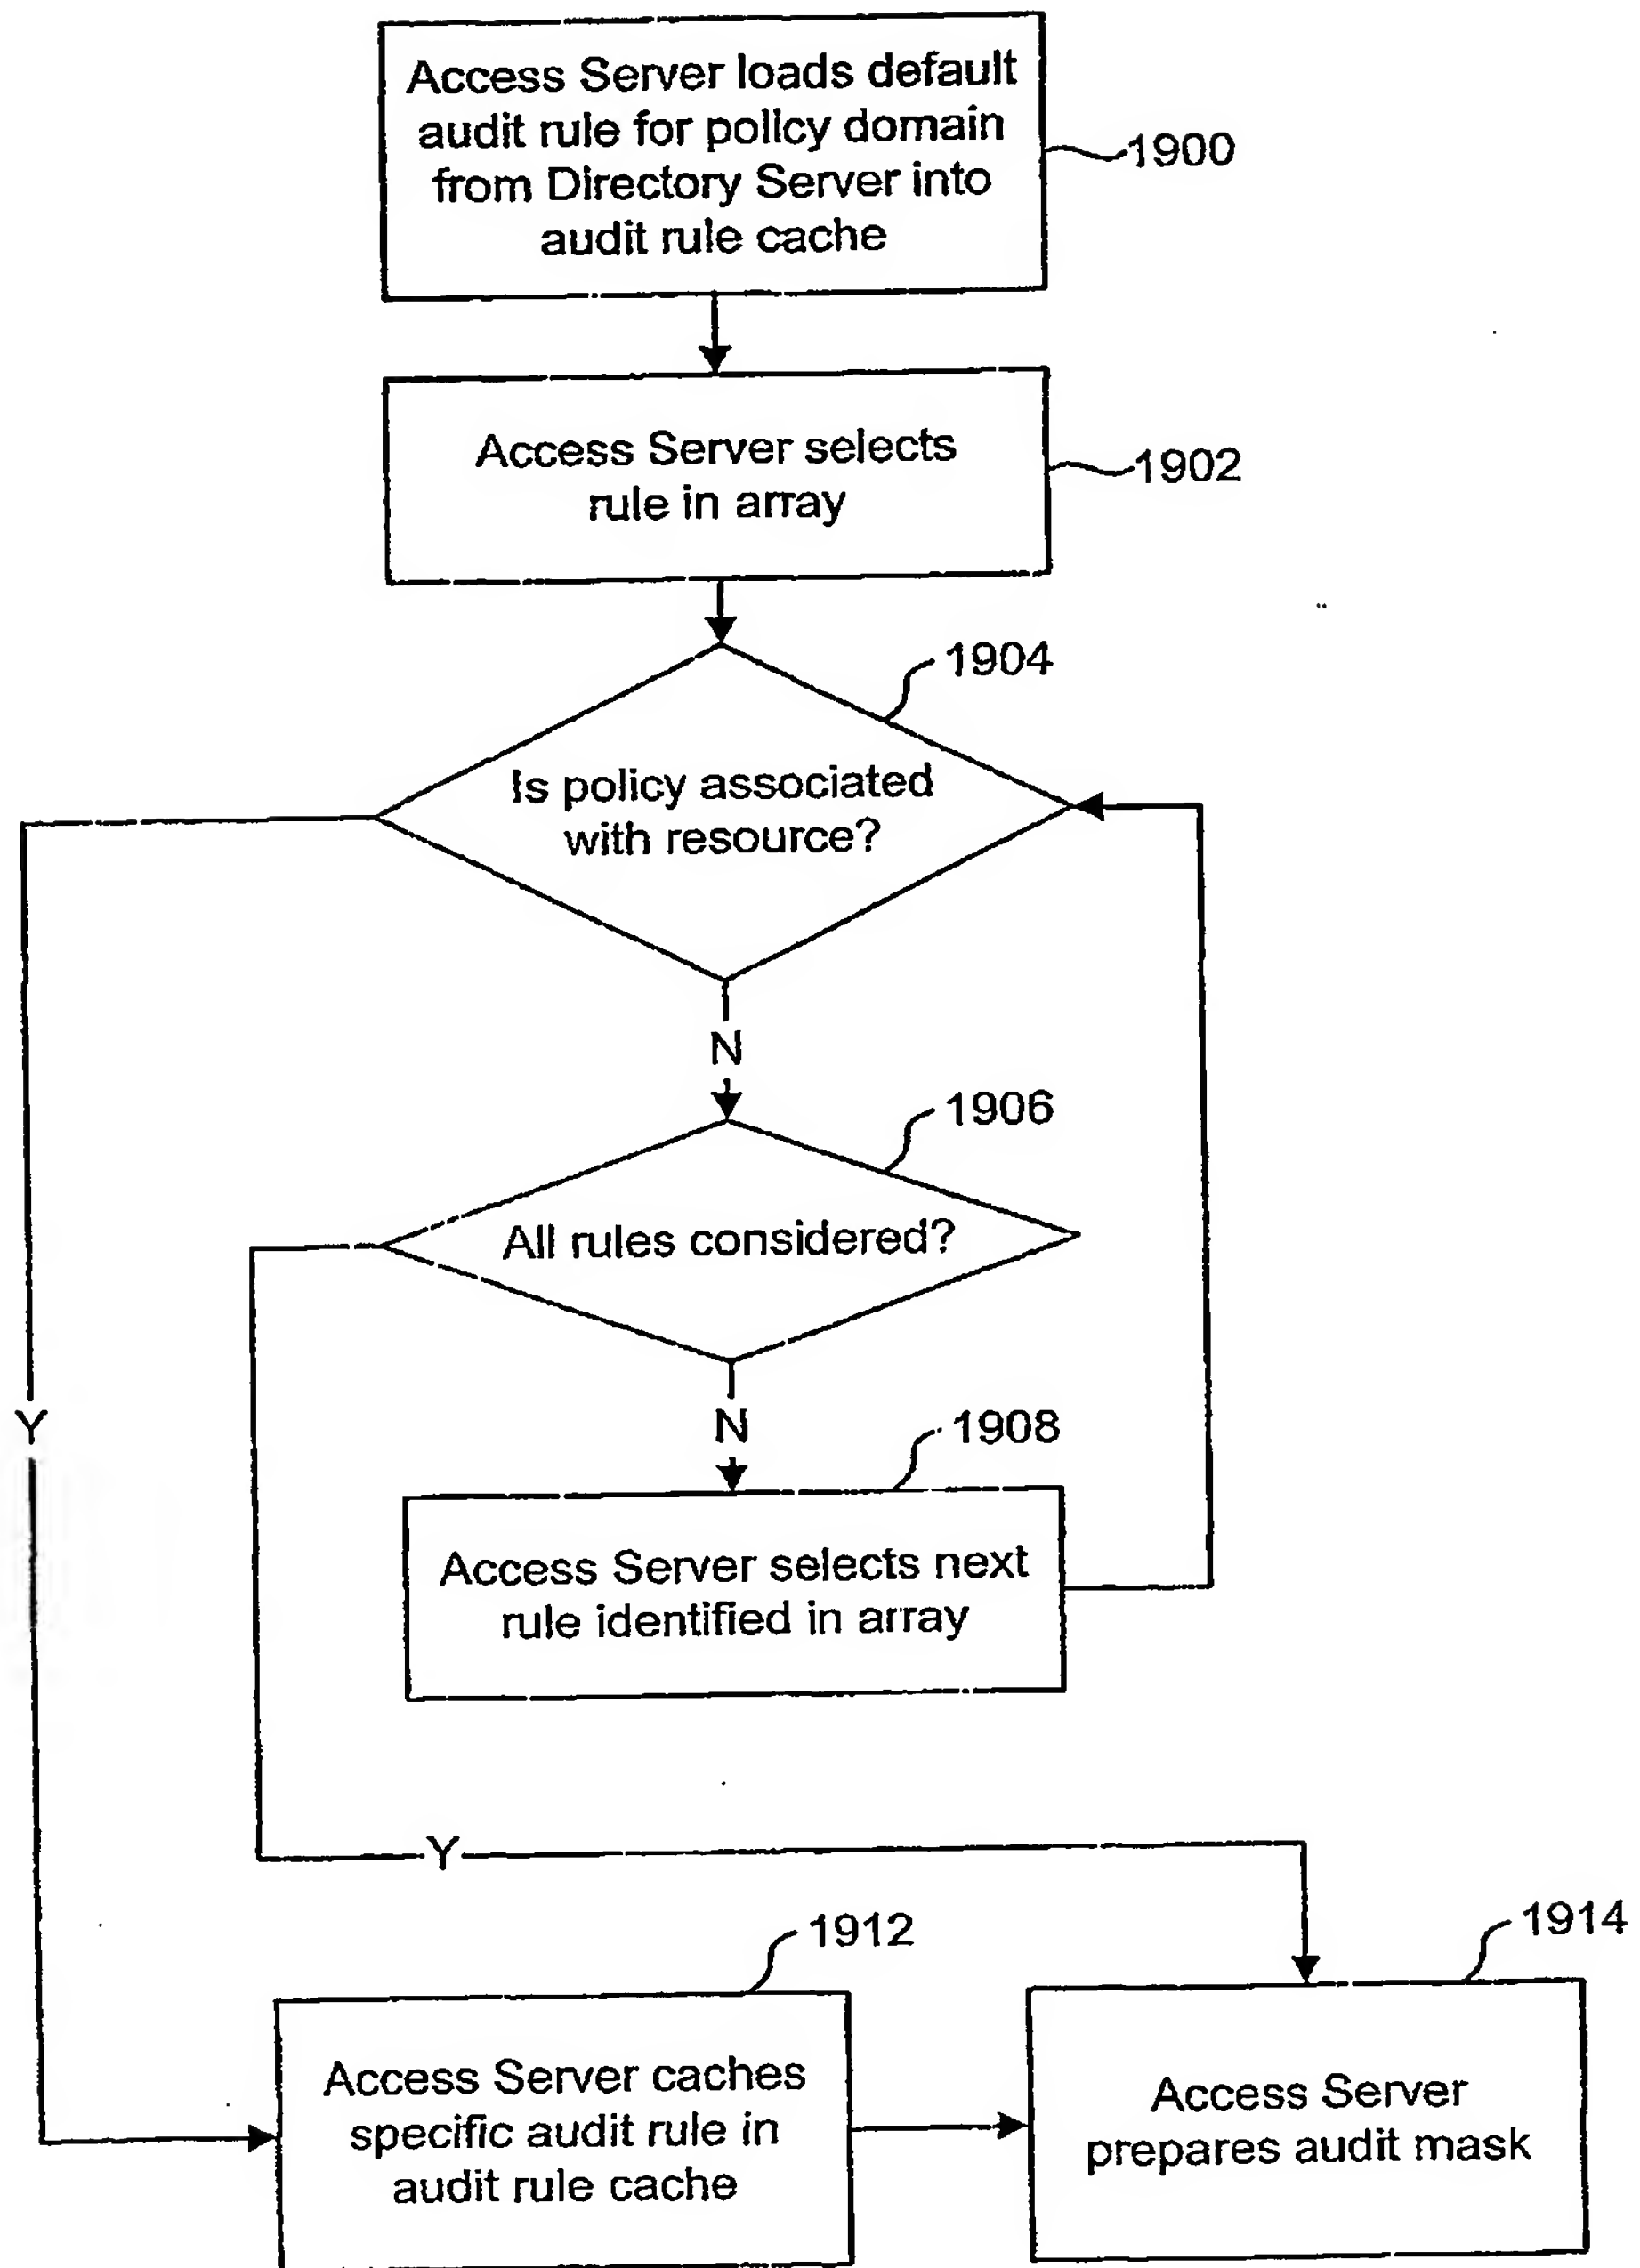 Access Server loads default
audit rule for policy domain
from Directory Server into
audit rule cache
1900
Access Server selects
rule in array
1902
1904
Is policy associated
with resource?
N
1906
All rules considered?
N
1908
Y
Access Server selects next
rule identified in array
Y
1912
1914
Access Server caches
specific audit rule in
audit rule cache
Access Server
prepares audit mask